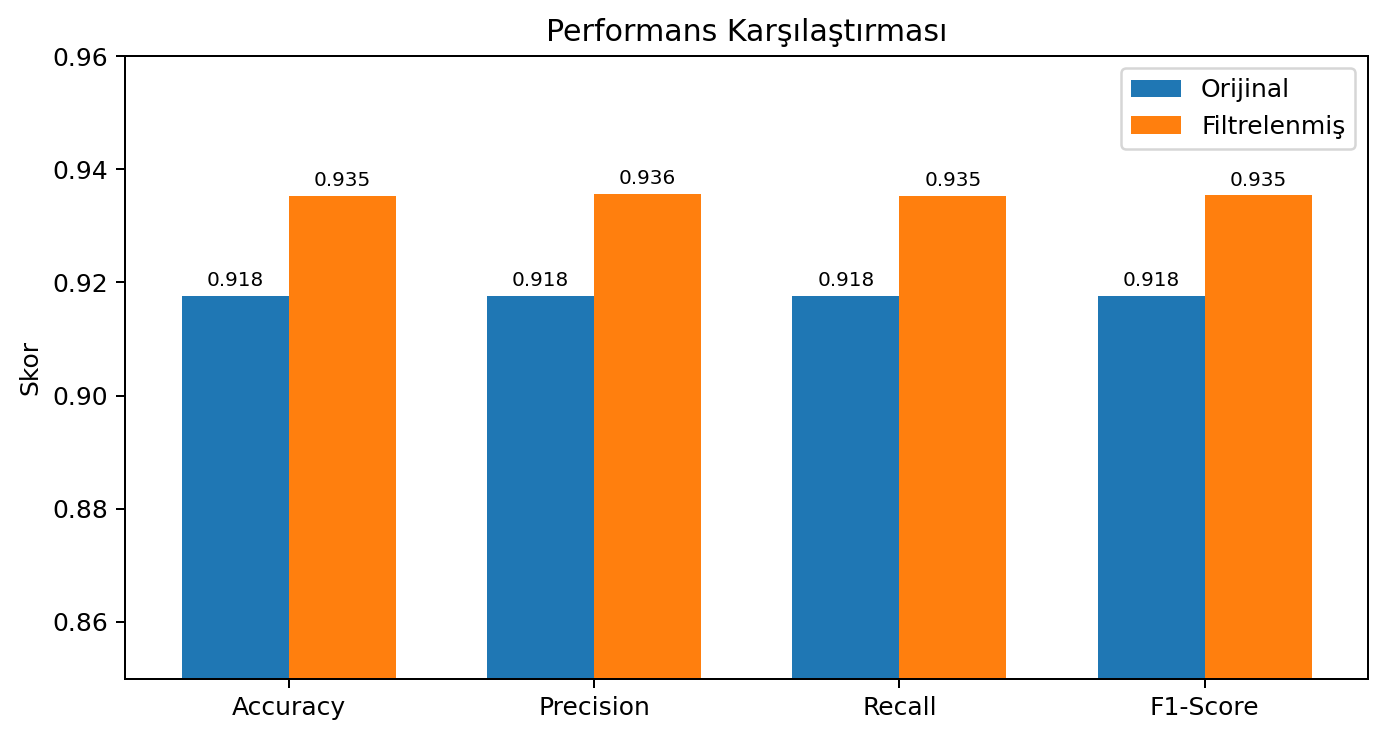 Performans Karşılaştırması
Orijinal
Filtrelenmiş
Skor
0.96
0.94
0.92
0.90
0.88
0.86
0.918
0.935
0.918
0.936
0.918
0.935
0.918
0.935
Accuracy
Precision
Recall
F1-Score